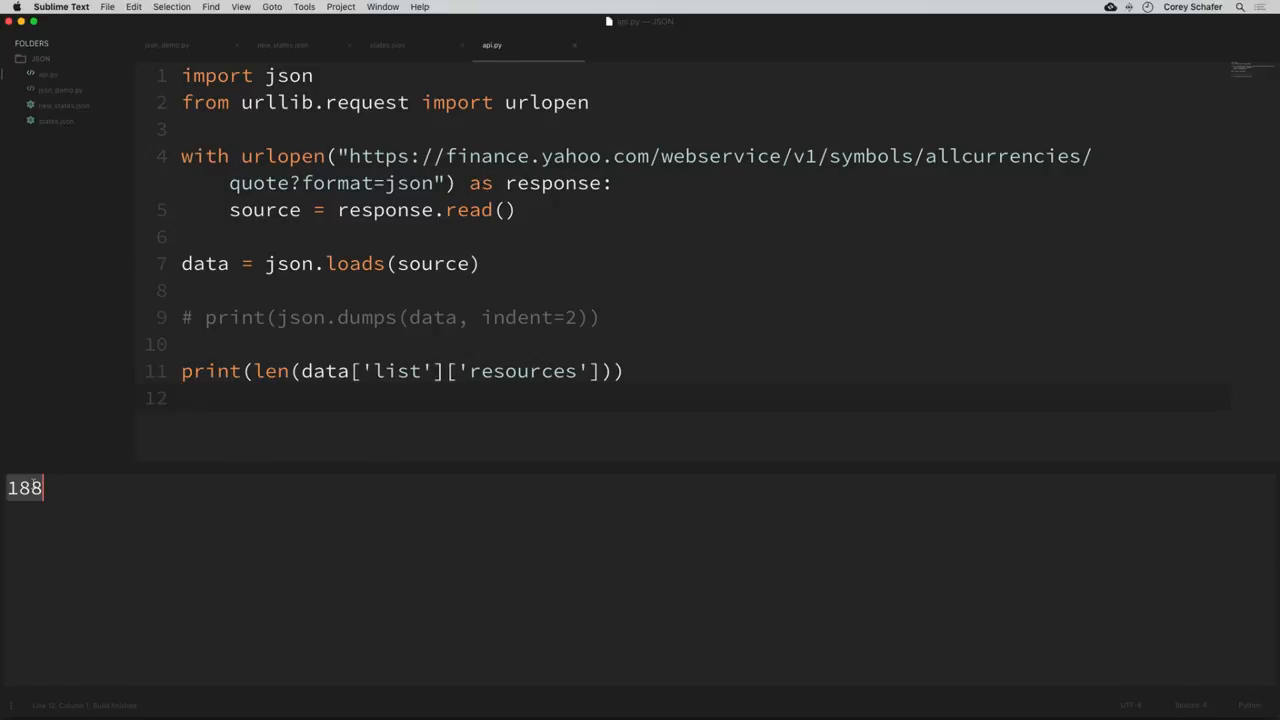 Sublime Text File Edit Selection Find View Goto Tools Project Window Help Corey Schafer
api.py — JSON
FOLDERS
JSON
api.py
json_demo.py
new_states.json
states.json
json_demo.py × new_states.json × states.json × api.py ×
1 import json
2 from urllib.request import urlopen
3
4 with urlopen("https://finance.yahoo.com/webservice/v1/symbols/allcurrencies/
quote?format=json") as response:
5 source = response.read()
6
7 data = json.loads(source)
8
9 # print(json.dumps(data, indent=2))
10
11 print(len(data['list']['resources']))
12
188
Line 12, Column 1; Build finished UTF-8 Spaces: 4 Python